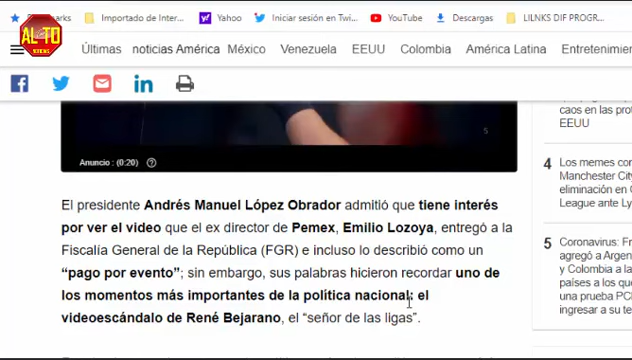 Importado de Inter...
Yahoo
Iniciar sesión en Twi...
YouTube
Descargas
LILNKS DIF PROGR...
AL TO
Últimas
noticias América
México
Venezuela
EEUU
Colombia
América Latina
Entretenimien
5
Anuncio : (0:20)
El presidente Andrés Manuel López Obrador admitió que tiene interés
por ver el video que el ex director de Pemex, Emilio Lozoya, entregó a la
Fiscalía General de la República (FGR) e incluso lo describió como un
“pago por evento”; sin embargo, sus palabras hicieron recordar uno de
los momentos más importantes de la política nacional: el
videoescándalo de René Bejarano, el “señor de las ligas”.
caos en las prot
EEUU
4
Los memes con
Manchester City
eliminación en C
League ante Ly
5
Coronavirus: Fr
agregó a Argen
y Colombia a la
países a los que
una prueba PC
ingresar a su te